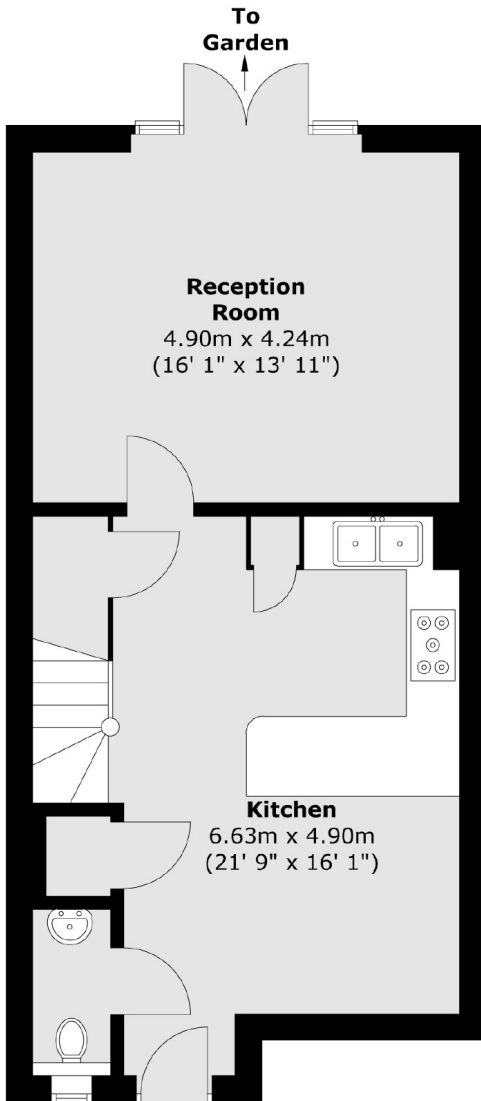 To
Garden
Reception
Room
4.90m x 4.24m
(16' 1" x 13' 11")
Kitchen
6.63m x 4.90m
(21' 9" x 16' 1")